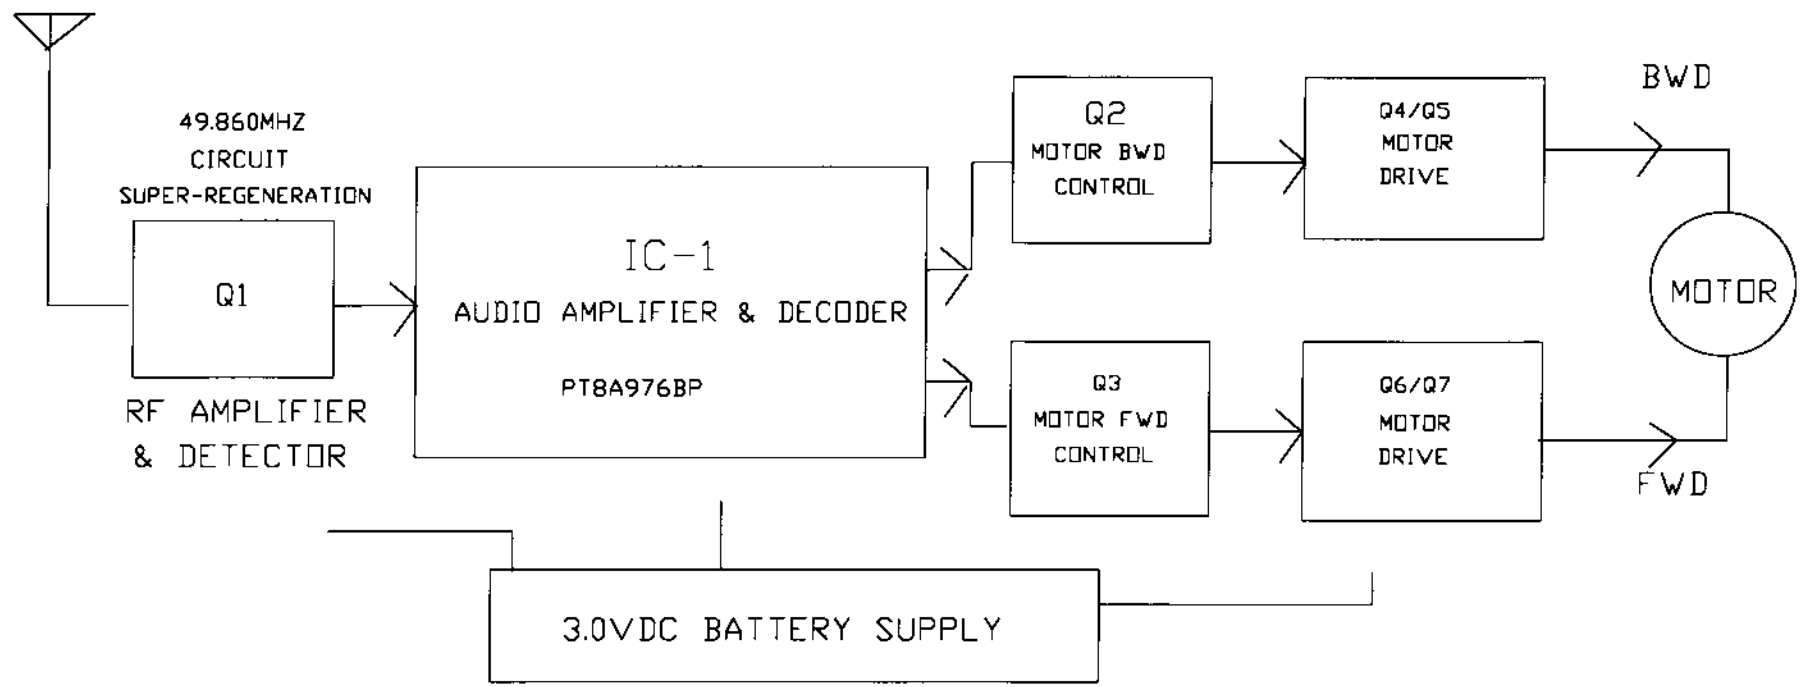 49.860MHZ
CIRCUIT
SUPER-REGENERATION
Q1
RF AMPLIFIER
& DETECTOR
IC-1
AUDIO AMPLIFIER & DECODER
PT8A976BP
Q2
MOTOR BWD
CONTROL
Q4/Q5
MOTOR
DRIVE
BWD
MOTOR
Q3
MOTOR FWD
CONTROL
Q6/Q7
MOTOR
DRIVE
FWD
3.0VDC BATTERY SUPPLY